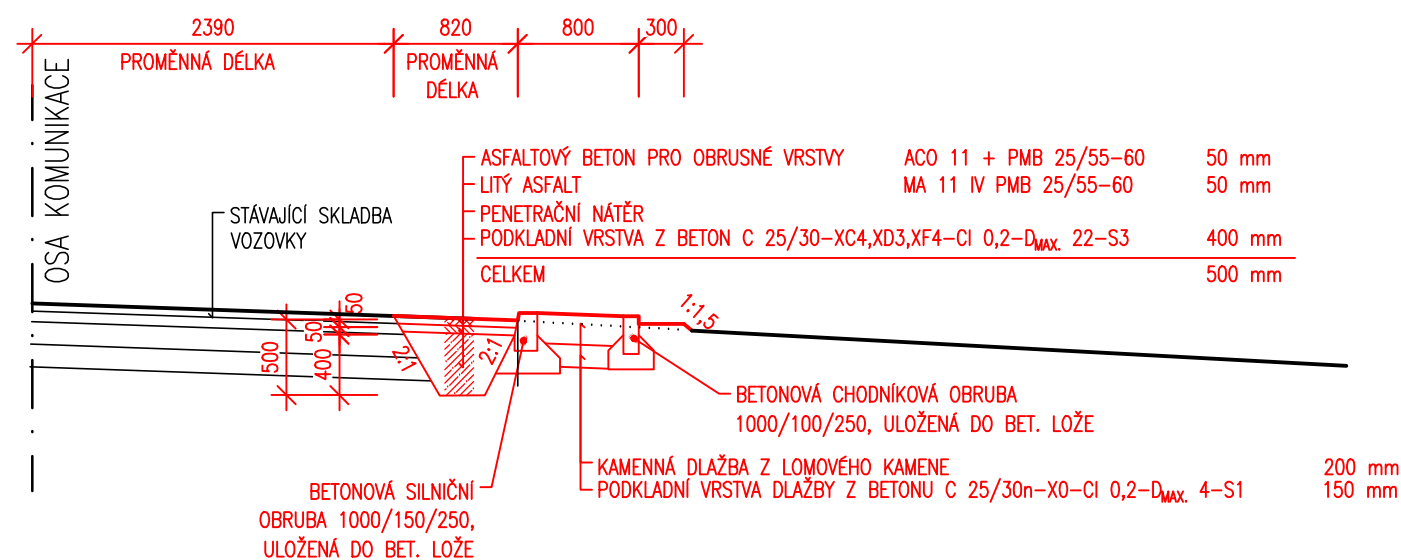 2390 820 800 300
PROMĚNNÁ DÉLKA PROMĚNNÁ
DÉLKA
OSA KOMUNIKACE
ASFALTOVÝ BETON PRO OBRUSNÉ VRSTVY ACO 11 + PMB 25/55-60 50 mm
LITÝ ASFALT MA 11 IV PMB 25/55-60 50 mm
PENETRAČNÍ NÁTĚR
PODKLADNÍ VRSTVA Z BETON C 25/30-XC4,XD3,XF4-Cl 0,2-DMAX. 22-S3 400 mm
CELKEM 500 mm
STÁVAJÍCÍ SKLADBA
VOZOVKY
50
50
500
400
2:1
2:1
1:1,5
BETONOVÁ CHODNÍKOVÁ OBRUBA
1000/100/250, ULOŽENÁ DO BET. LOŽE
KAMENNÁ DLAŽBA Z LOMOVÉHO KAMENE 200 mm
PODKLADNÍ VRSTVA DLAŽBY Z BETONU C 25/30n-X0-Cl 0,2-DMAX. 4-S1 150 mm
BETONOVÁ SILNIČNÍ
OBRUBA 1000/150/250,
ULOŽENÁ DO BET. LOŽE